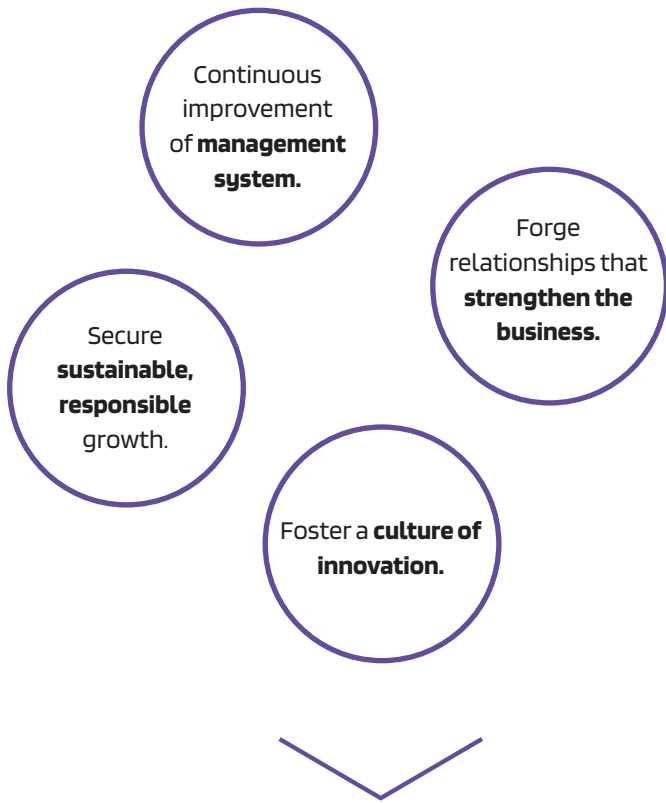 Continuous
improvement
of management
system.
Forge
relationships that
strengthen the
business.
Secure
sustainable,
responsible
growth.
Foster a culture of
innovation.